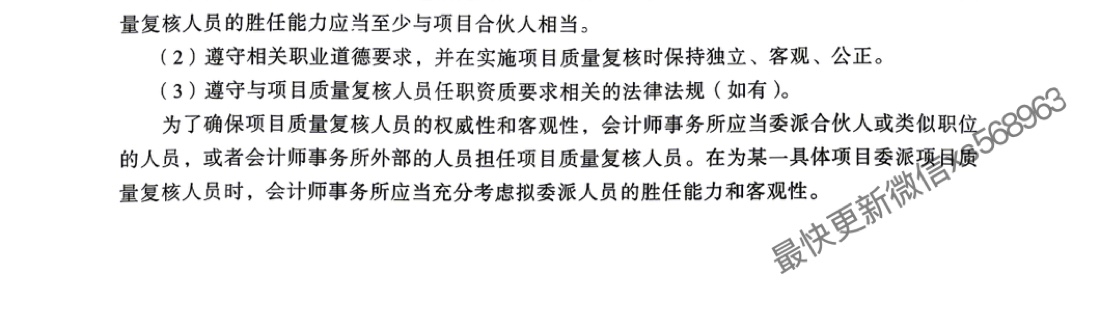 量复核人员的胜任能力应当至少与项目合伙人相当。
（2）遵守相关职业道德要求，并在实施项目质量复核时保持独立、客观、公正。
（3）遵守与项目质量复核人员任职资质要求相关的法律法规（如有）。
为了确保项目质量复核人员的权威性和客观性，会计师事务所应当委派合伙人或类似职位
的人员，或者会计师事务所外部的人员担任项目质量复核人员。在为某一具体项目委派项目质
量复核人员时，会计师事务所应当充分考虑拟委派人员的胜任能力和客观性。
最快更新微信xs568963